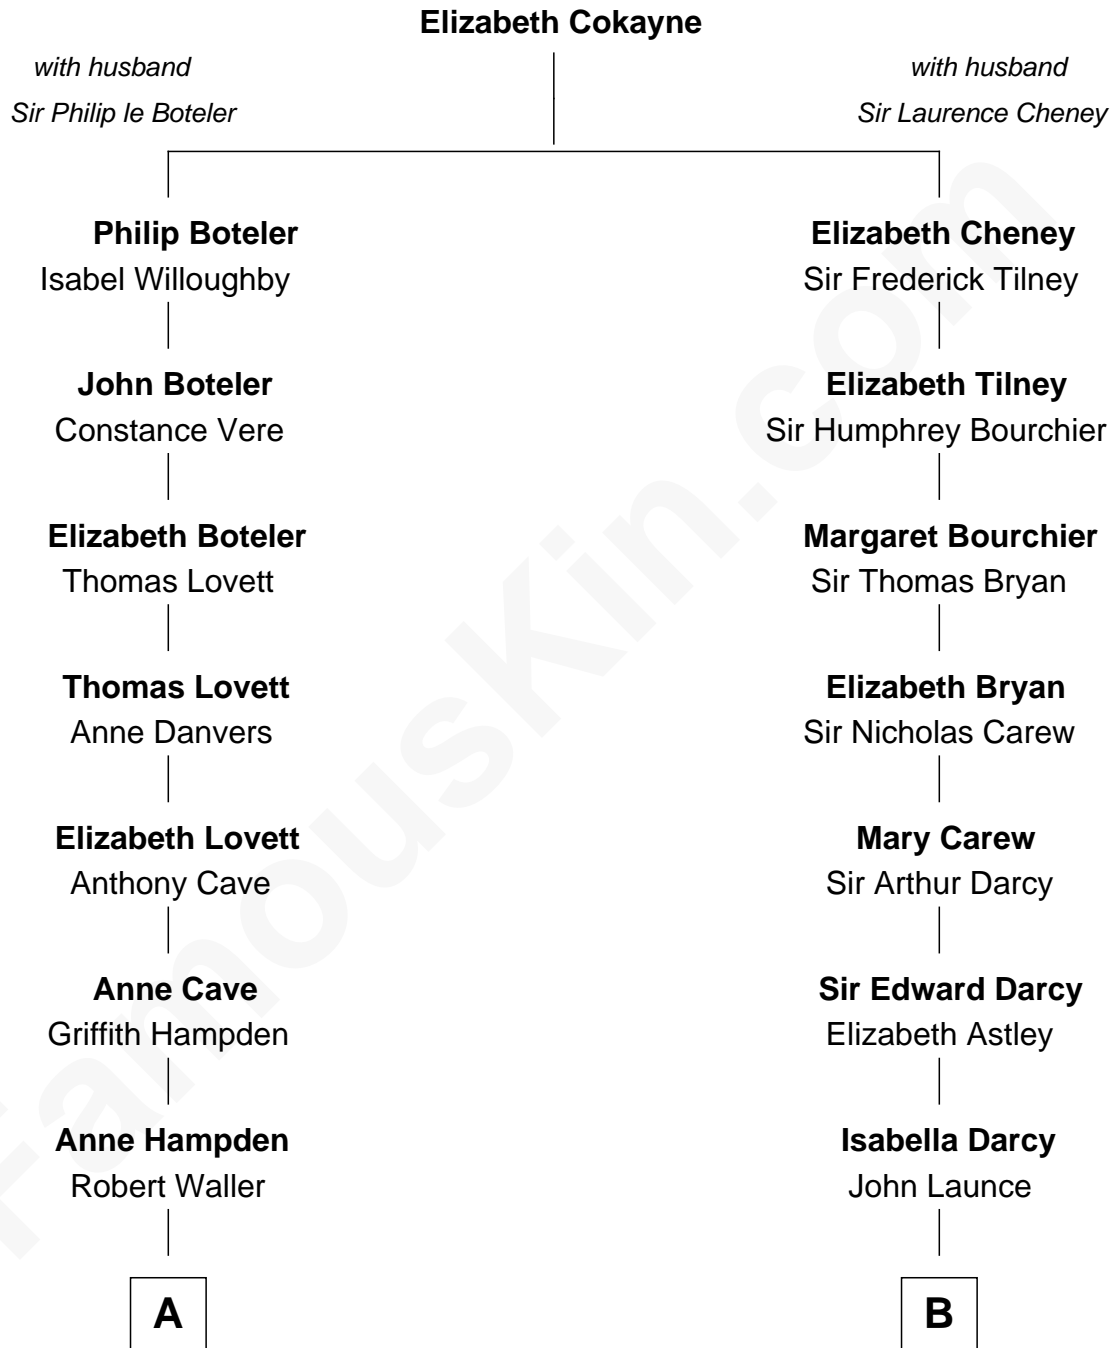 Elizabeth Cokayne
with husband
Sir Philip le Boteler
with husband
Sir Laurence Cheney
Philip Boteler
Isabel Willoughby
Elizabeth Cheney
Sir Frederick Tilney
John Boteler
Constance Vere
Elizabeth Tilney
Sir Humphrey Bourchier
Elizabeth Boteler
Thomas Lovett
Margaret Bourchier
Sir Thomas Bryan
Thomas Lovett
Anne Danvers
Elizabeth Bryan
Sir Nicholas Carew
Elizabeth Lovett
Anthony Cave
Mary Carew
Sir Arthur Darcy
Anne Cave
Griffith Hampden
Sir Edward Darcy
Elizabeth Astley
Anne Hampden
Robert Waller
Isabella Darcy
John Launce
A
B
FamousKin.com